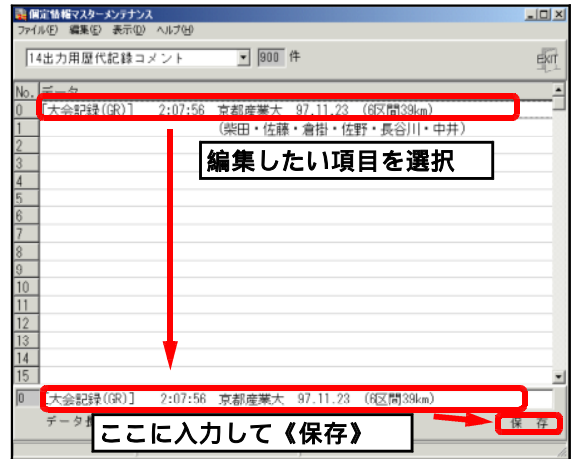 固定情報マスターメンテナンス
ファイル(F) 編集(E) 表示(D) ヘルプ(H)
14出力用歴代記録コメント 900 件 EXIT
No. データ
0 [大会記録(GR)] 2:07:56 京都産業大 97.11.23 (6区間39km)
1 (柴田・佐藤・倉掛・佐野・長谷川・中井)
2
編集したい項目を選択
3
4
5
6
7
8
9
10
11
12
13
14
15
0 [大会記録(GR)] 2:07:56 京都産業大 97.11.23 (6区間39km)
データ
ここに入力して《保存》
保 存